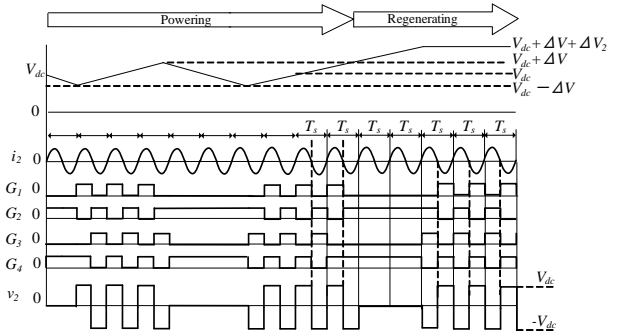 Powering Regenerating
V_dc+ΔV+ΔV_2
V_dc+ΔV
V_dc V_dc
V_dc－ΔV
0
T_s T_s T_s T_s T_s T_s T_s
i_2 0
G_1 0
G_2 0
G_3 0
G_4 0
V_dc
v_2 0
-V_dc